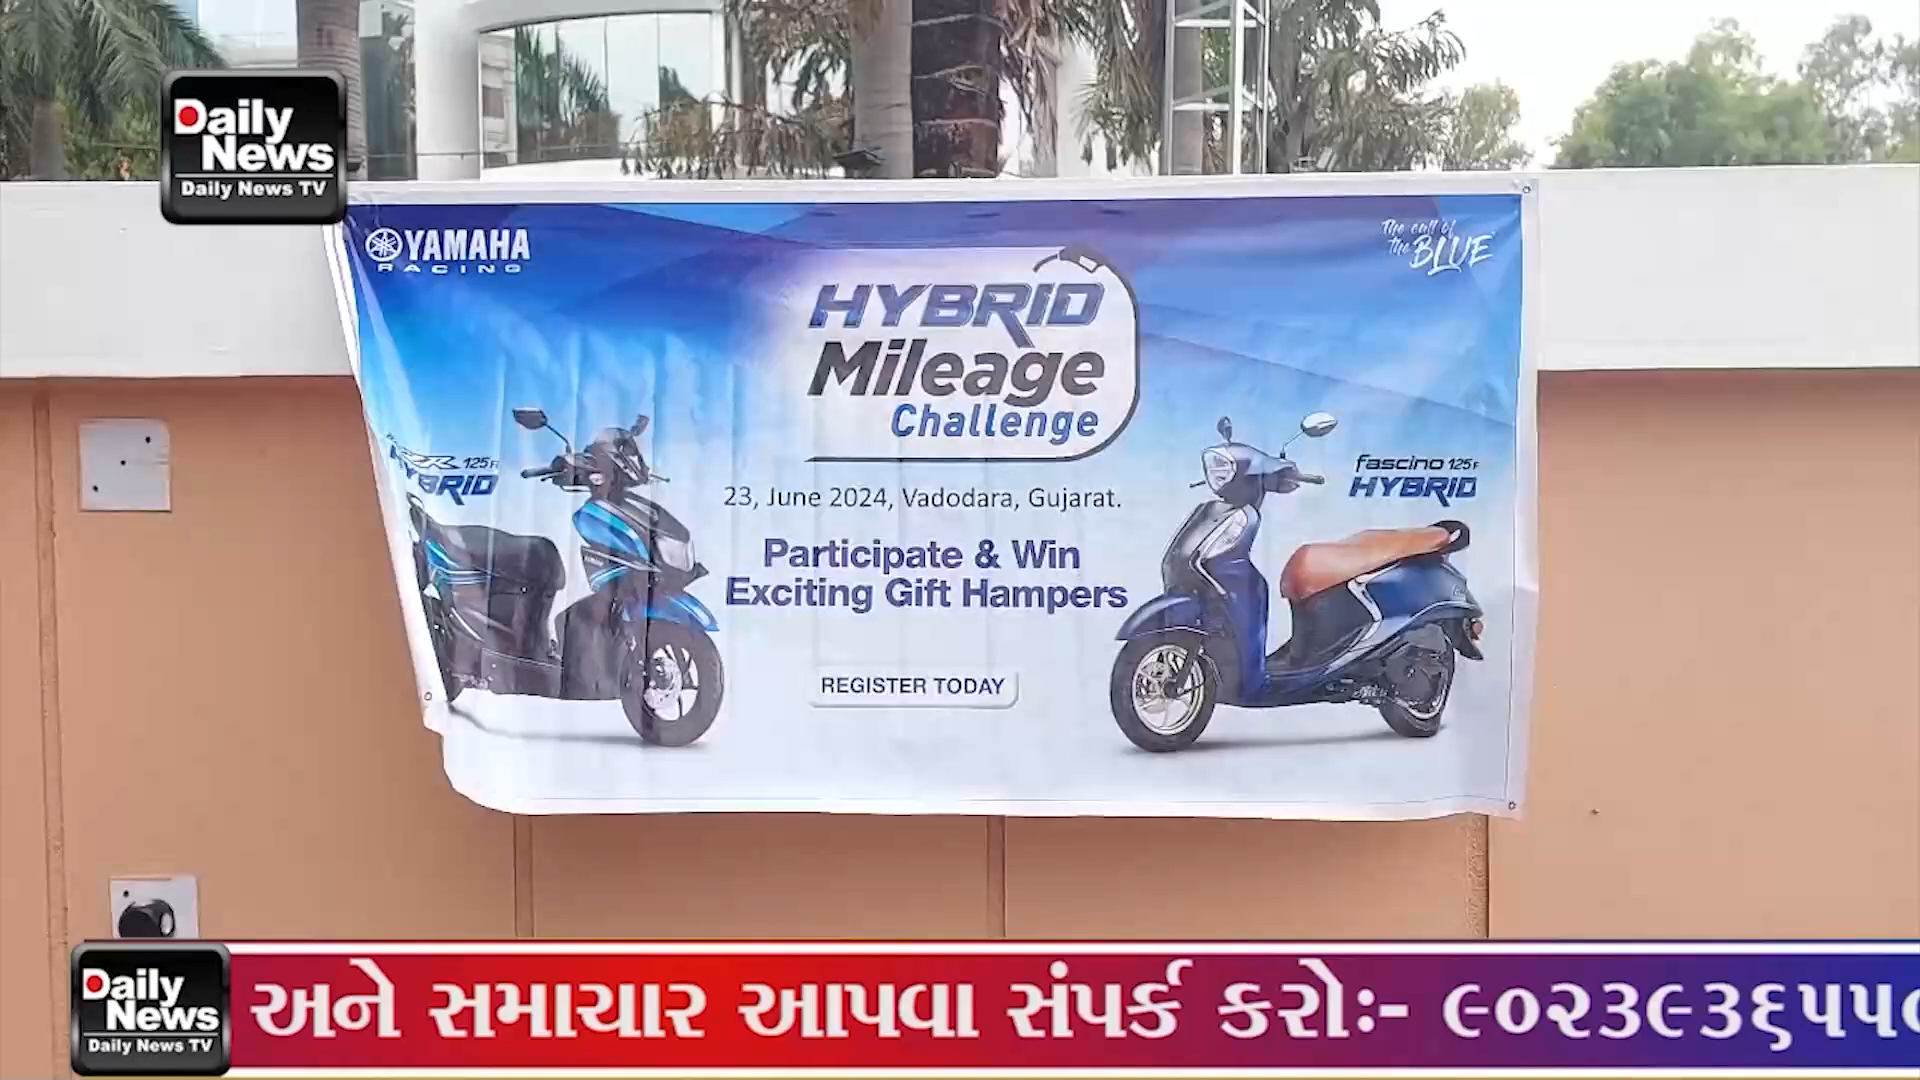 Daily
News
Daily News TV
YAMAHA
RACING
The call of
the BLUE
HYBRID
Mileage
Challenge
125 Fi
HYBRID
fascino 125 Fi
HYBRID
23, June 2024, Vadodara, Gujarat.
Participate & Win
Exciting Gift Hampers
REGISTER TODAY
Daily
News
Daily News TV
અને સમાચાર આપવા સંપર્ક કરોઃ- ૯૦૨૩૯૩૬૫૫